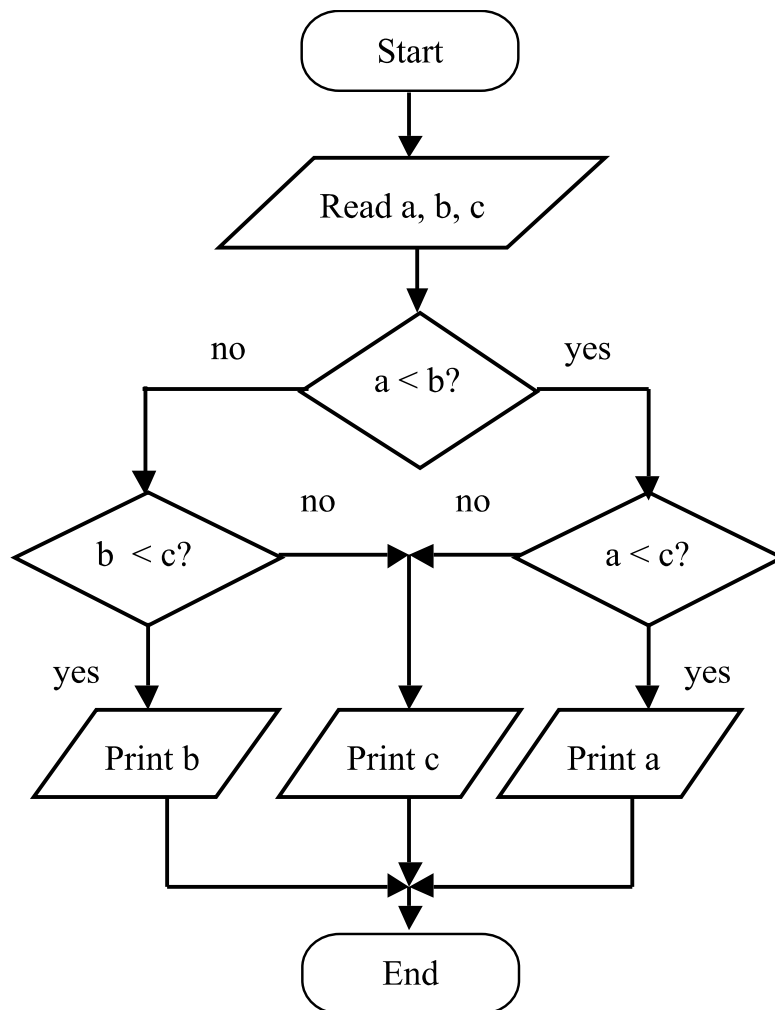 Start
Read a, b, c
no
yes
a < b?
no
no
b < c?
a < c?
yes
yes
Print b
Print c
Print a
End